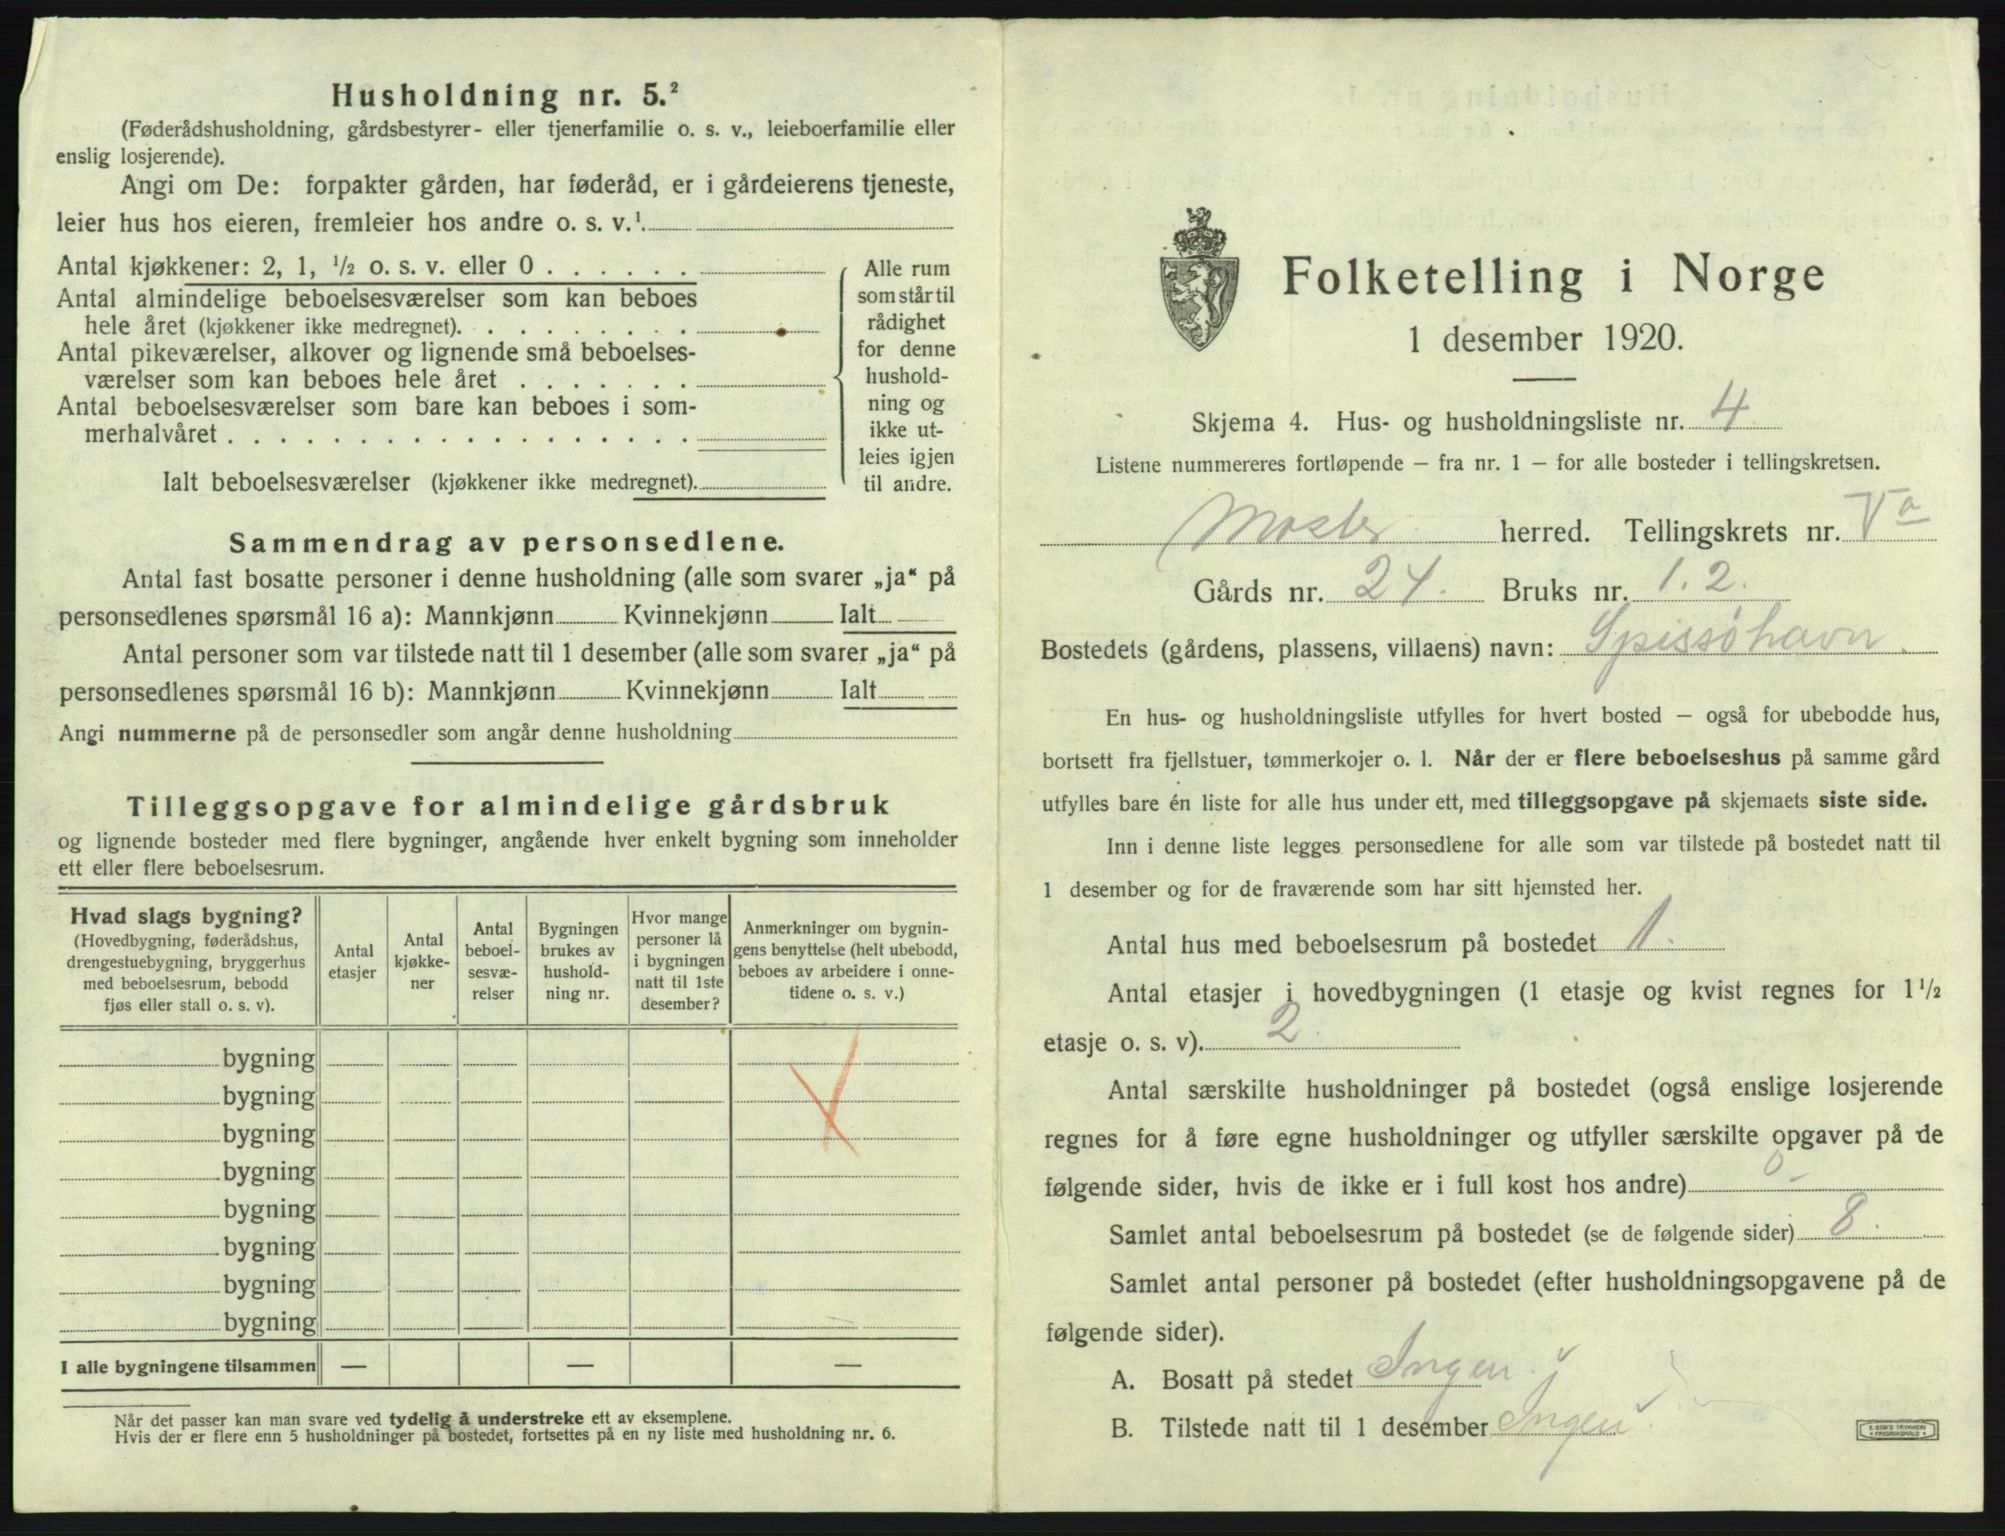 Husholdning nr. 5.²
(Føderådshusholdning, gårdsbestyrer- eller tjenerfamilie o. s. v., leieboerfamilie eller
enslig losjerende).
Angi om De: forpakter gården, har føderåd, er i gårdeierens tjeneste,
leier hus hos eieren, fremleier hos andre o. s. v.¹.
Antal kjøkkener: 2, 1, ½ o. s. v. eller 0 . . . . . .
Antal almindelige beboelsesværelser som kan beboes
hele året (kjøkkener ikke medregnet). . . . . . . . .
Antal pikeværelser, alkover og lignende små beboelses-
værelser som kan beboes hele året . . . . . . .
Antal beboelsesværelser som bare kan beboes i som-
merhalvåret . . . . . . . . . . . . . . . . . .
Ialt beboelsesværelser (kjøkkener ikke medregnet).
Alle rum
som står til
rådighet
for denne
hushold-
ning og
ikke ut-
leies igjen
til andre.
Sammendrag av personsedlene.
Antal fast bosatte personer i denne husholdning (alle som svarer „ja“ på
personsedlenes spørsmål 16 a): Mannkjønn Kvinnekjønn Ialt
Antal personer som var tilstede natt til 1 desember (alle som svarer „ja“ på
personsedlenes spørsmål 16 b): Mannkjønn Kvinnekjønn Ialt
Angi nummerne på de personsedler som angår denne husholdning
Tilleggsopgave for almindelige gårdsbruk
og lignende bosteder med flere bygninger, angående hver enkelt bygning som inneholder
ett eller flere beboelsesrum.
Hvad slags bygning?
(Hovedbygning, føderådshus,
drengestuebygning, bryggerhus
med beboelsesrum, bebodd
fjøs eller stall o. s. v).
Antal
etasjer
Antal
kjøkke-
ner
Antal
beboel-
sesvæ-
relser
Bygningen
brukes av
hushold-
ning nr.
Hvor mange
personer lå
i bygningen
natt til 1ste
desember?
Anmerkninger om bygnin-
gens benyttelse (helt ubebodd,
beboes av arbeidere i onne-
tidene o. s. v.)
bygning
bygning
bygning
bygning
bygning
bygning
bygning
bygning
I alle bygningene tilsammen — — —
Når det passer kan man svare ved tydelig å understreke ett av eksemplene.
Hvis der er flere enn 5 husholdninger på bostedet, fortsettes på en ny liste med husholdning nr. 6.
Folketelling i Norge
1 desember 1920.
Skjema 4. Hus- og husholdningsliste nr. 4
Listene nummereres fortløpende – fra nr. 1 – for alle bosteder i tellingskretsen.
herred. Tellingskrets nr. Va
Gårds nr. 24. Bruks nr. 1.2.
Bostedets (gårdens, plassens, villaens) navn: Spissøhavn.
En hus- og husholdningsliste utfylles for hvert bosted – også for ubebodde hus,
bortsett fra fjellstuer, tømmerkojer o. l. Når der er flere beboelseshus på samme gård
utfylles bare én liste for alle hus under ett, med tilleggsopgave på skjemaets siste side.
Inn i denne liste legges personsedlene for alle som var tilstede på bostedet natt til
1 desember og for de fraværende som har sitt hjemsted her.
Antal hus med beboelsesrum på bostedet 1.
Antal etasjer i hovedbygningen (1 etasje og kvist regnes for 1½
etasje o. s. v). 2
Antal særskilte husholdninger på bostedet (også enslige losjerende
regnes for å føre egne husholdninger og utfyller særskilte opgaver på de
følgende sider, hvis de ikke er i full kost hos andre) 0
Samlet antal beboelsesrum på bostedet (se de følgende sider) 8.
Samlet antal personer på bostedet (efter husholdningsopgavene på de
følgende sider).
A. Bosatt på stedet Ingen
B. Tilstede natt til 1 desember Ingen